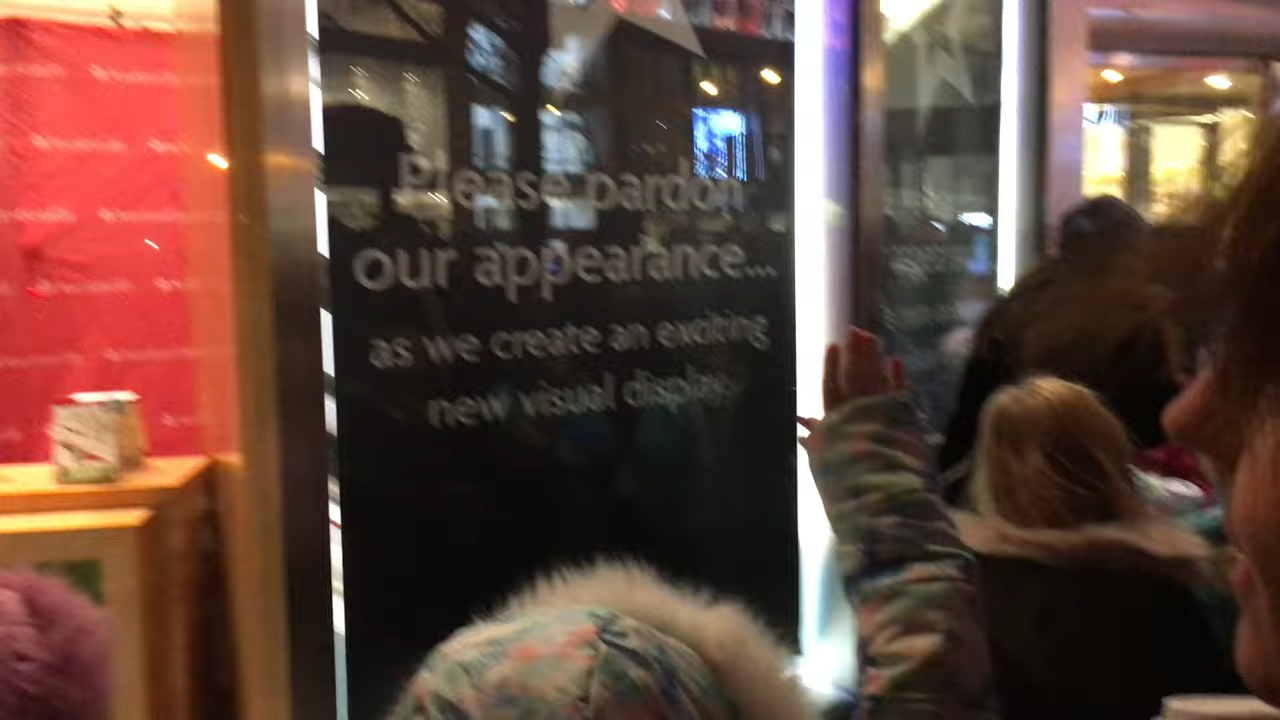 Please pardon
our appearance...
as we create an exciting
new visual display.